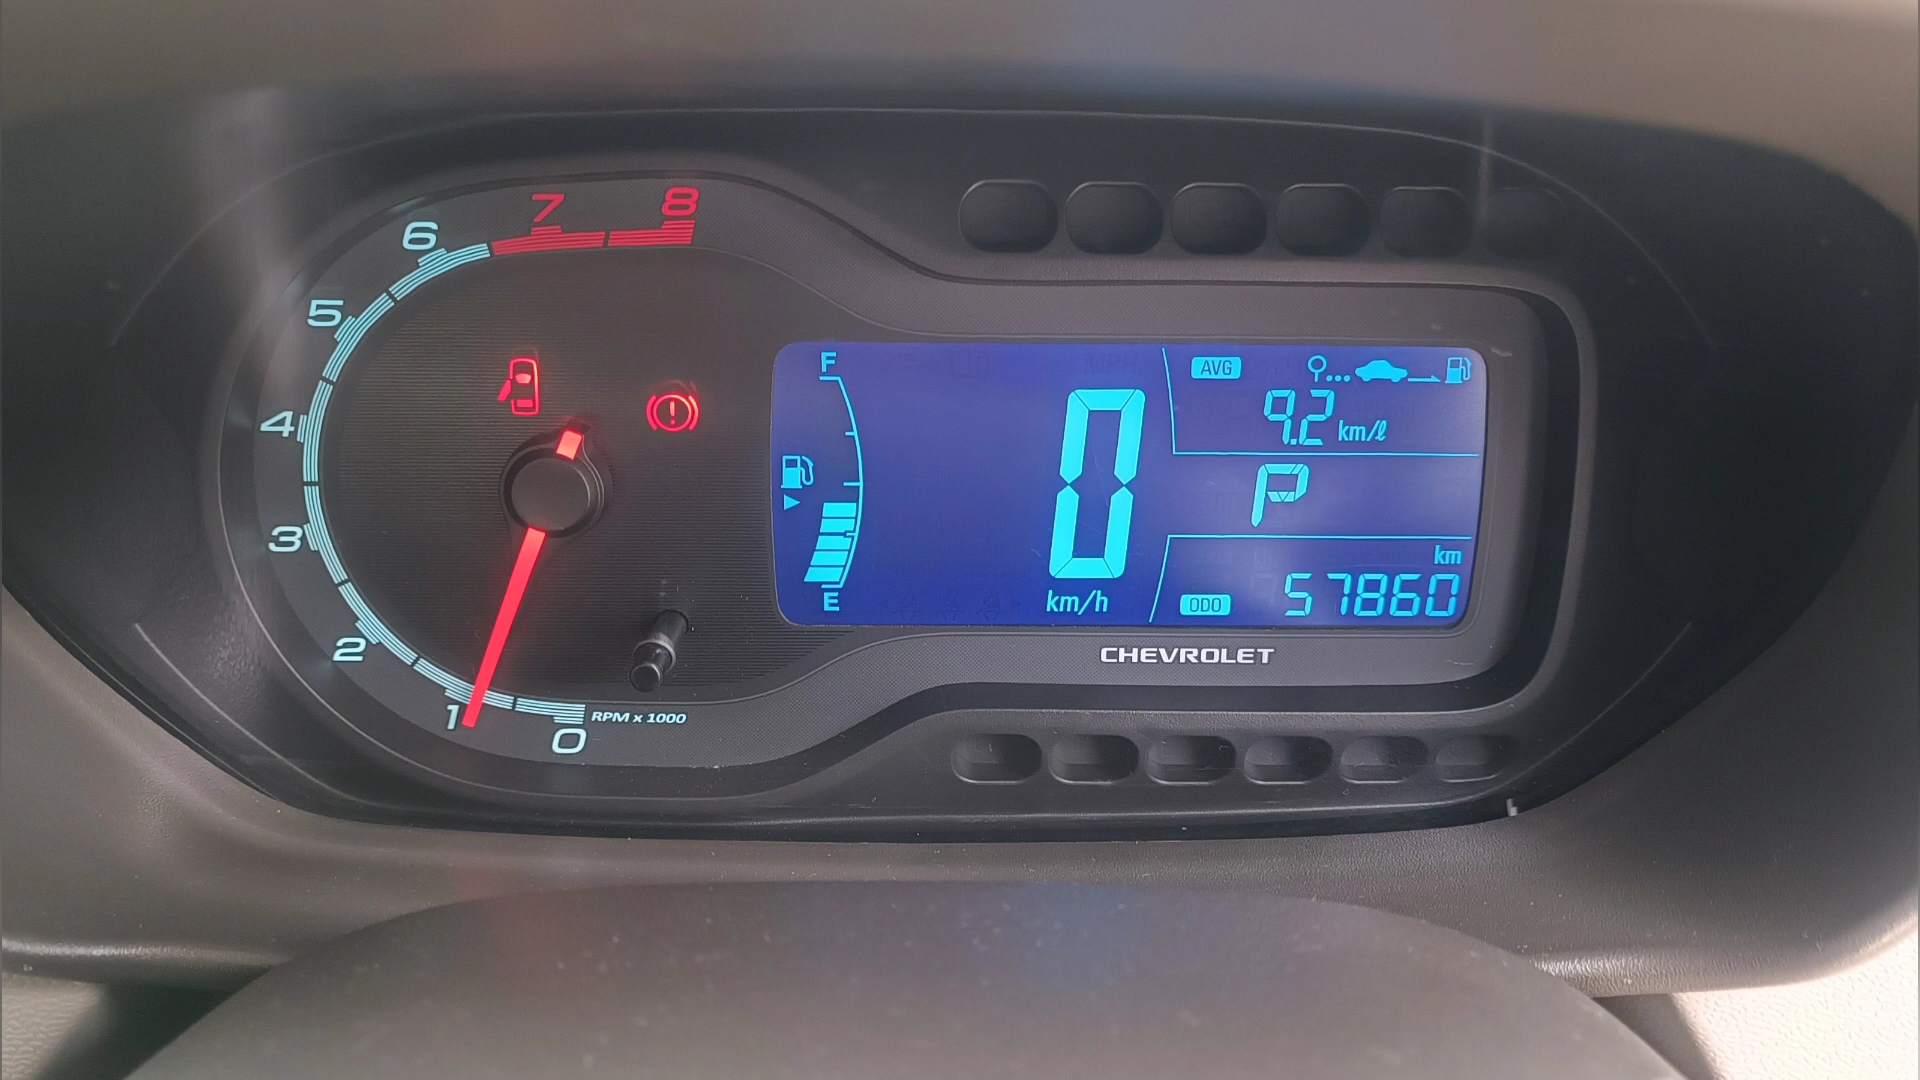 8
7
6
5
4
3
2
1
0
RPM x 1000
F
E
0
km/h
AVG
9.2 km/ℓ
P
km
ODO 57860
CHEVROLET